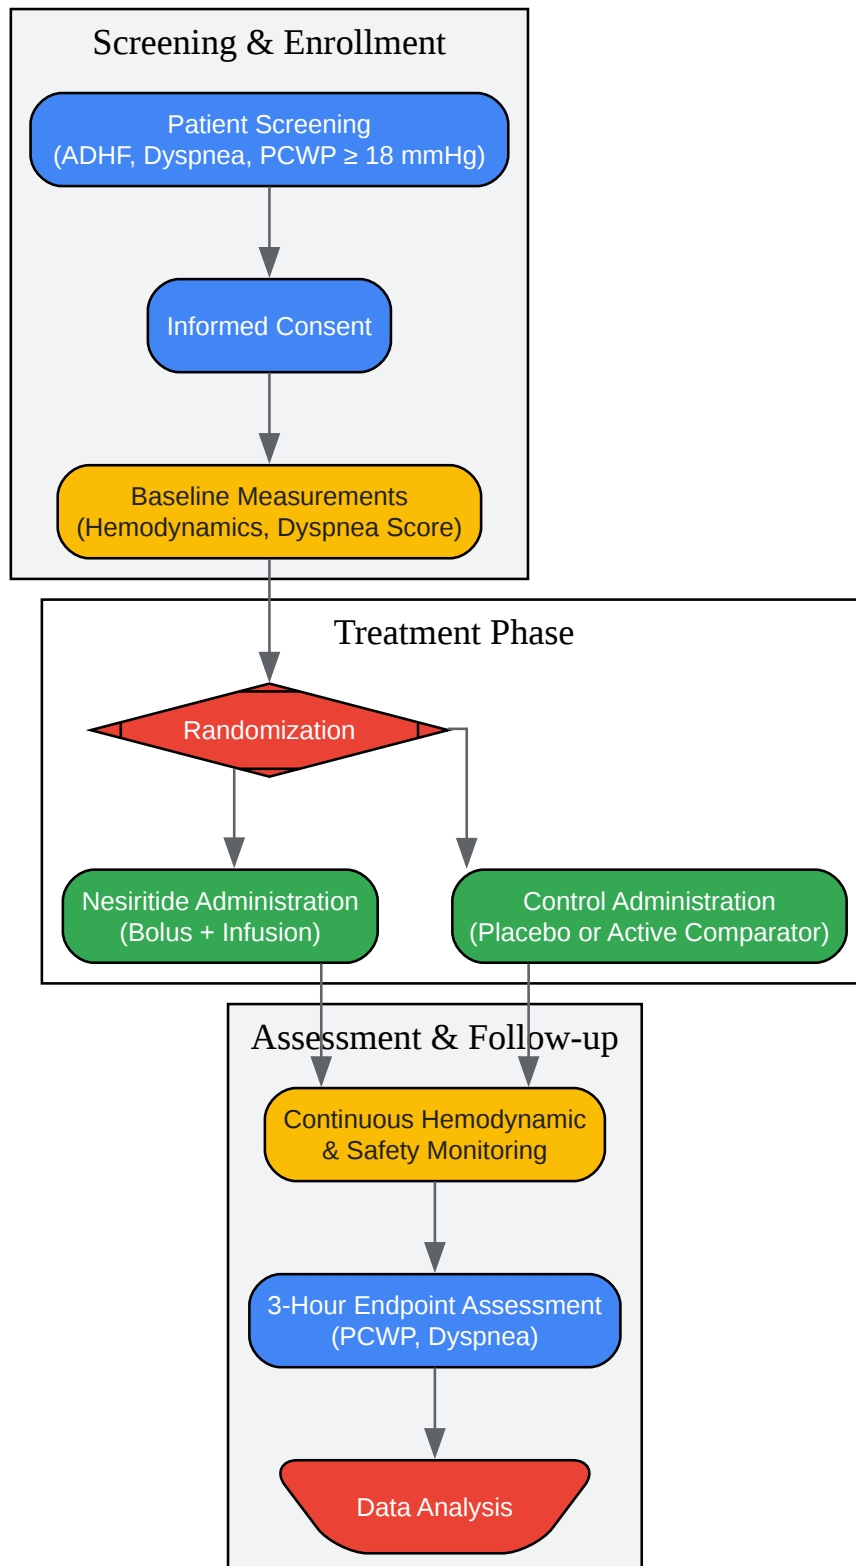 Screening & Enrollment
Patient Screening
(ADHF, Dyspnea, PCWP ≥ 18 mmHg)
Informed Consent
Baseline Measurements
(Hemodynamics, Dyspnea Score)
Treatment Phase
Randomization
Nesiritide Administration
(Bolus + Infusion)
Control Administration
(Placebo or Active Comparator)
Assessment & Follow-up
Continuous Hemodynamic
& Safety Monitoring
3-Hour Endpoint Assessment
(PCWP, Dyspnea)
Data Analysis